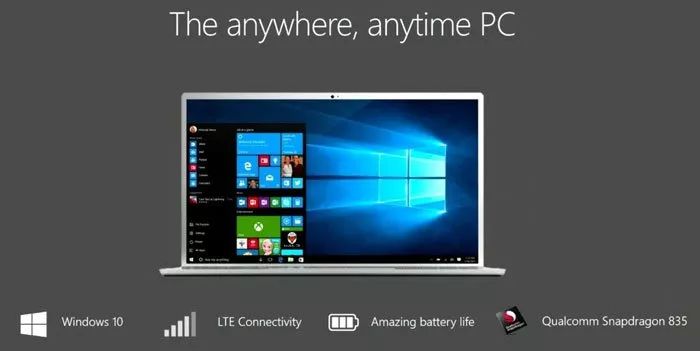 The anywhere, anytime PC
Windows 10
LTE Connectivity
Amazing battery life
Qualcomm Snapdragon 835